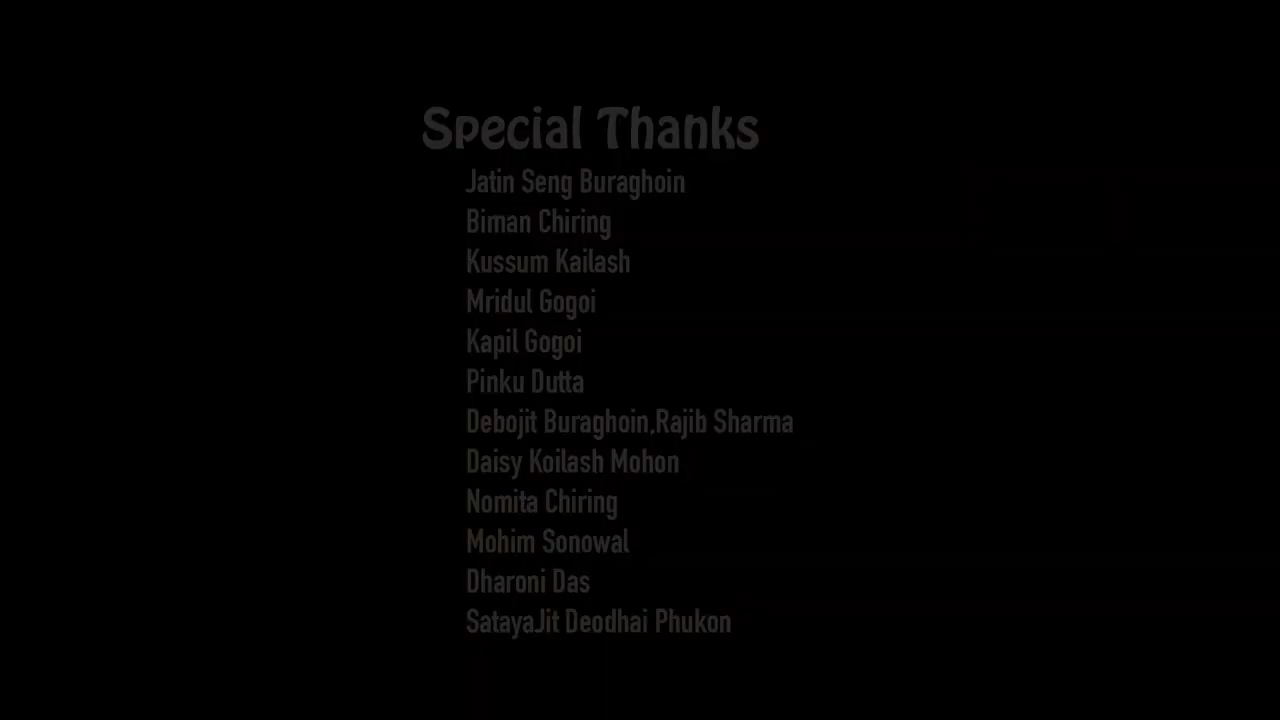 Special Thanks
Jatin Seng Buraghoin
Biman Chiring
Kussum Kailash
Mridul Gogoi
Kapil Gogoi
Pinku Dutta
Debojit Buraghoin,Rajib Sharma
Daisy Koilash Mohon
Nomita Chiring
Mohim Sonowal
Dharoni Das
SatayaJit Deodhai Phukon